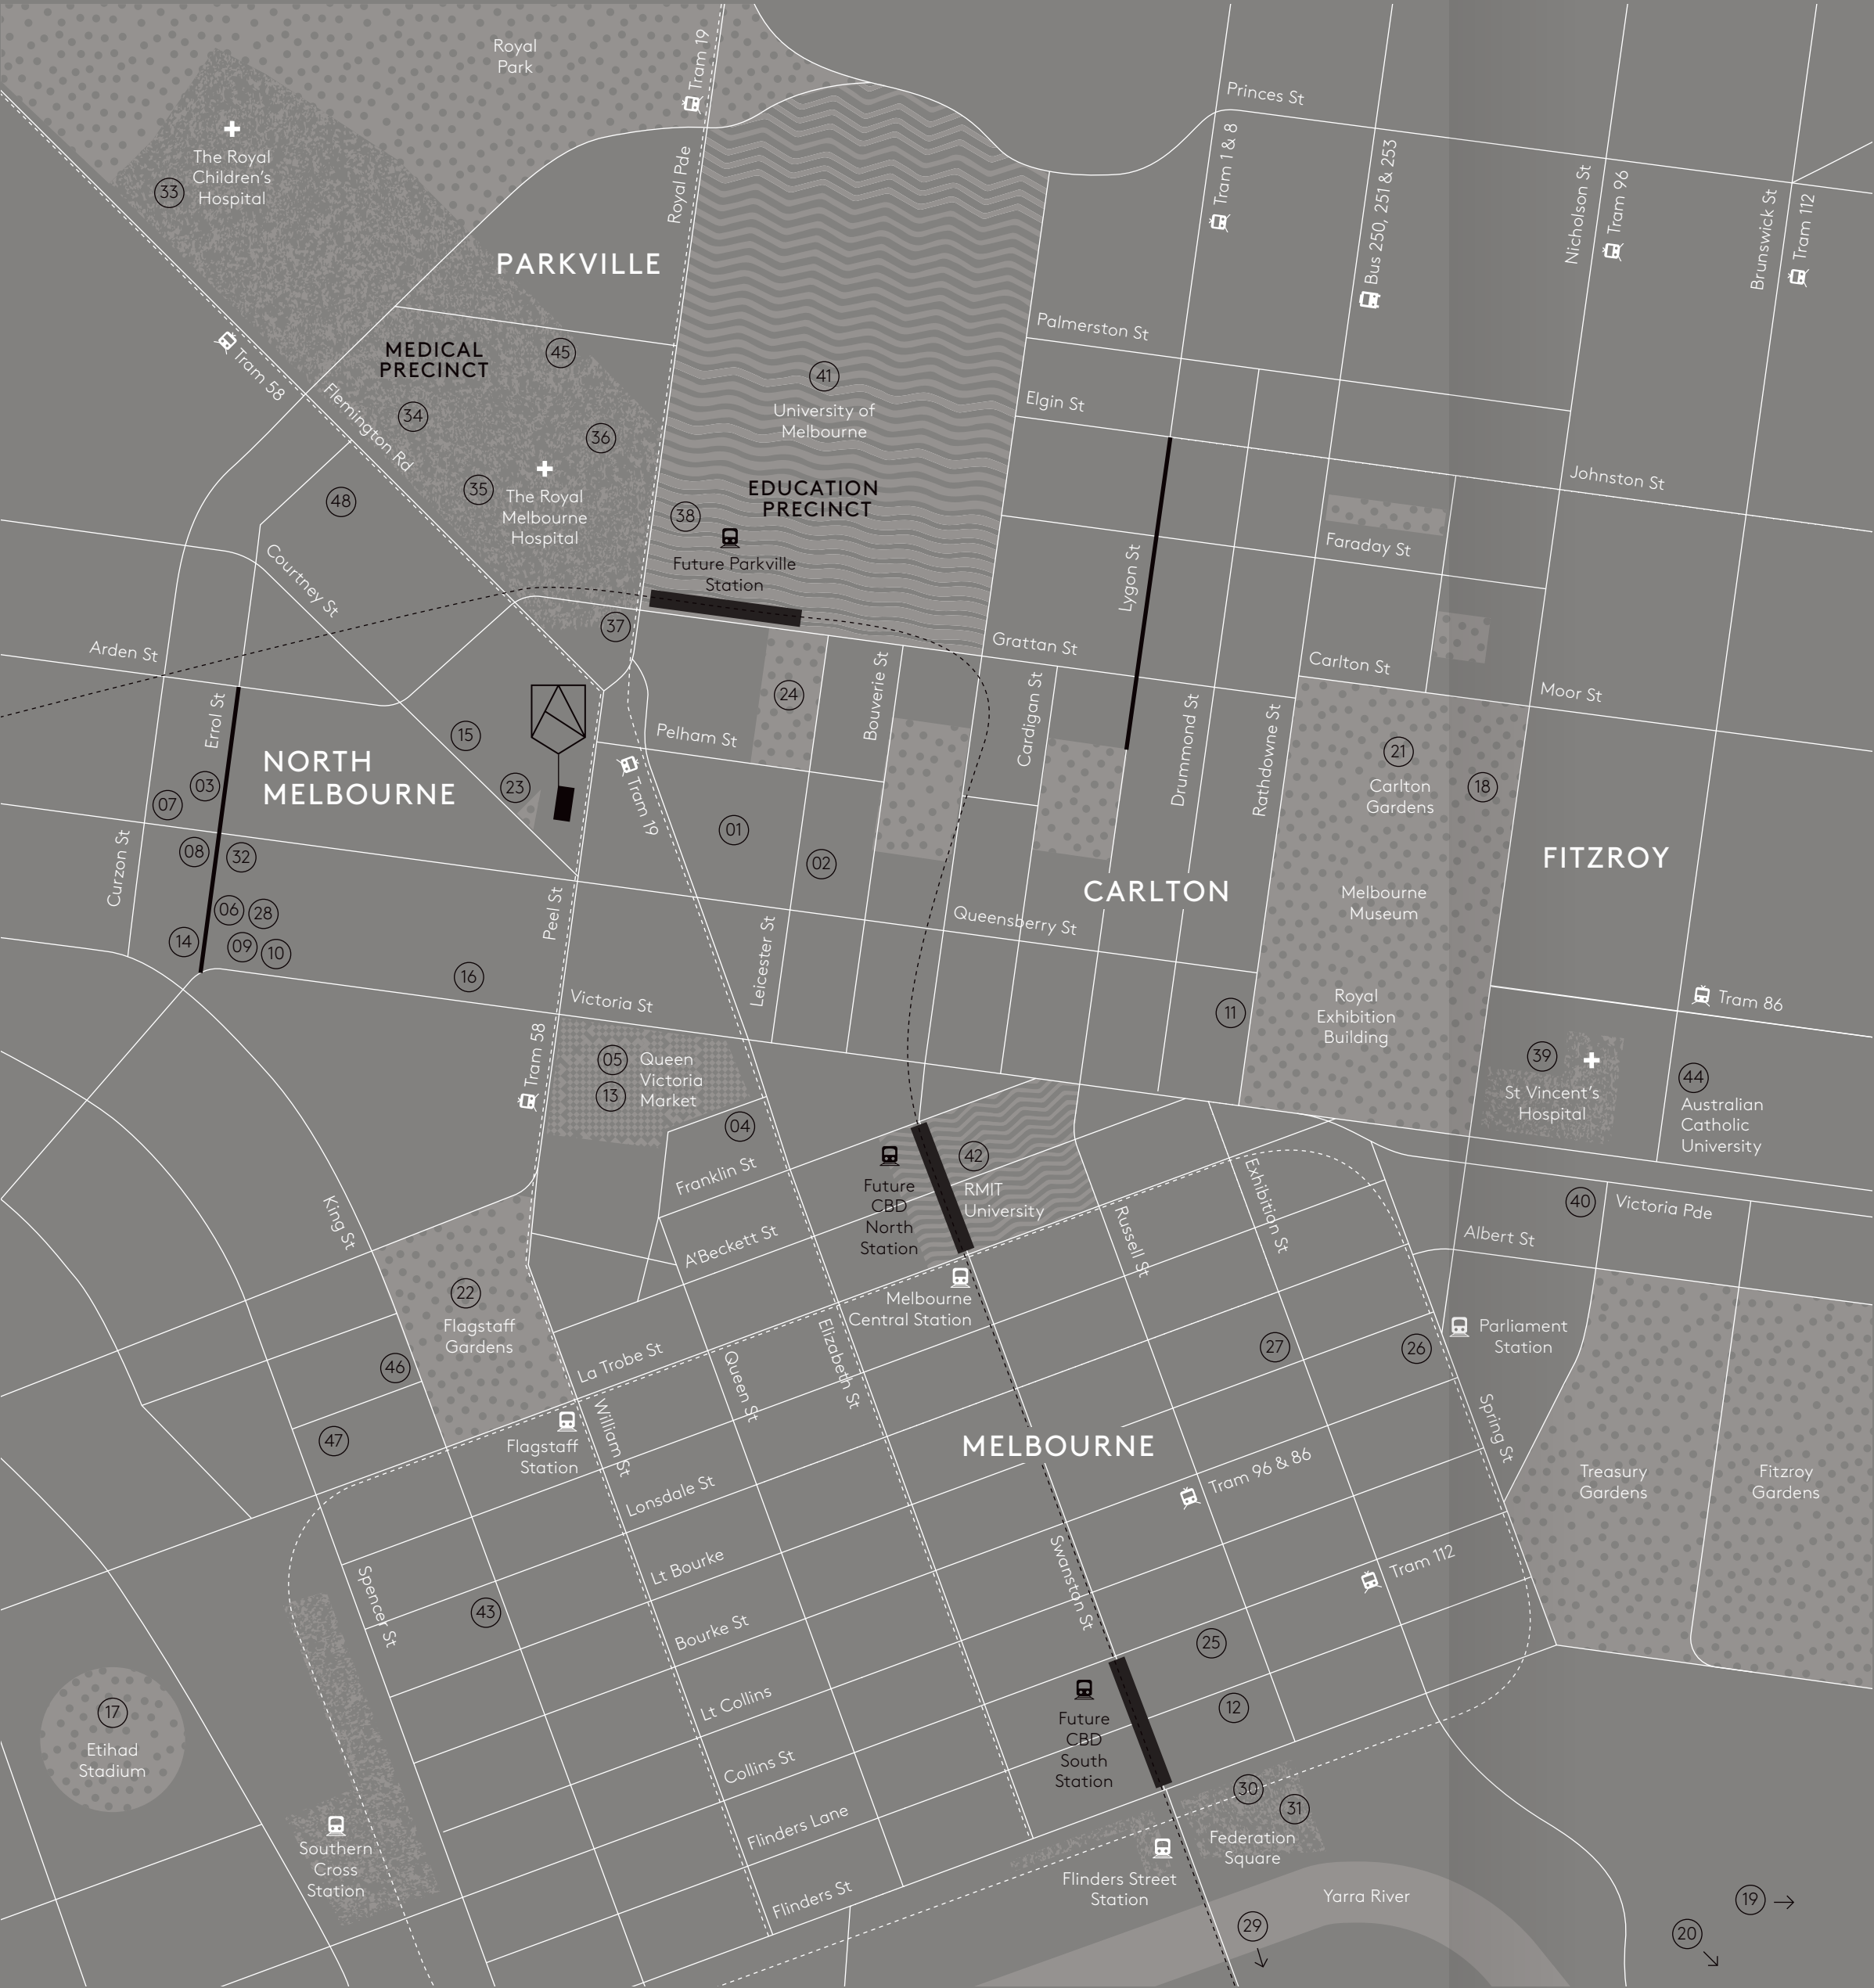 Royal
Park
Tram 19
Princes St
The Royal
Children's
Hospital
33
Royal Pde
Tram 1 & 8
Bus 250, 251 & 253
Nicholson St
Tram 96
Brunswick St
Tram 112
PARKVILLE
Tram 58
Flemington Rd
MEDICAL
PRECINCT
45
34
36
35
The Royal
Melbourne
Hospital
48
41
University of
Melbourne
EDUCATION
PRECINCT
38
Future Parkville
Station
Palmerston St
Elgin St
Johnston St
Faraday St
Lygon St
Courtney St
37
Arden St
Grattan St
Carlton St
Moor St
Errol St
15
24
Bouverie St
Cardigan St
Drummond St
Rathdowne St
Pelham St
21
Carlton
Gardens
18
NORTH
MELBOURNE
03
07
23
Tram 19
01
02
08
32
Curzon St
06
28
14
09
10
Peel St
CARLTON
FITZROY
Melbourne
Museum
Queensberry St
16
Leicester St
Victoria St
11
Royal
Exhibition
Building
Tram 86
Tram 58
05
Queen
Victoria
Market
13
04
39
St Vincent's
Hospital
44
Australian
Catholic
University
Franklin St
42
RMIT
University
Future
CBD
North
Station
King St
A'Beckett St
Russell St
Exhibition St
40
Victoria Pde
Albert St
22
Flagstaff
Gardens
Melbourne
Central Station
Parliament
Station
46
La Trobe St
Queen St
Elizabeth St
27
26
47
Flagstaff
Station
William St
MELBOURNE
Spring St
Treasury
Gardens
Fitzroy
Gardens
Lonsdale St
Tram 96 & 86
Spencer St
Lt Bourke
Swanston St
Tram 112
43
Bourke St
25
17
Etihad
Stadium
Lt Collins
Future
CBD
South
Station
12
Collins St
30
31
Federation
Square
Southern
Cross
Station
Flinders Lane
Flinders Street
Station
Flinders St
Yarra River
29
19
20